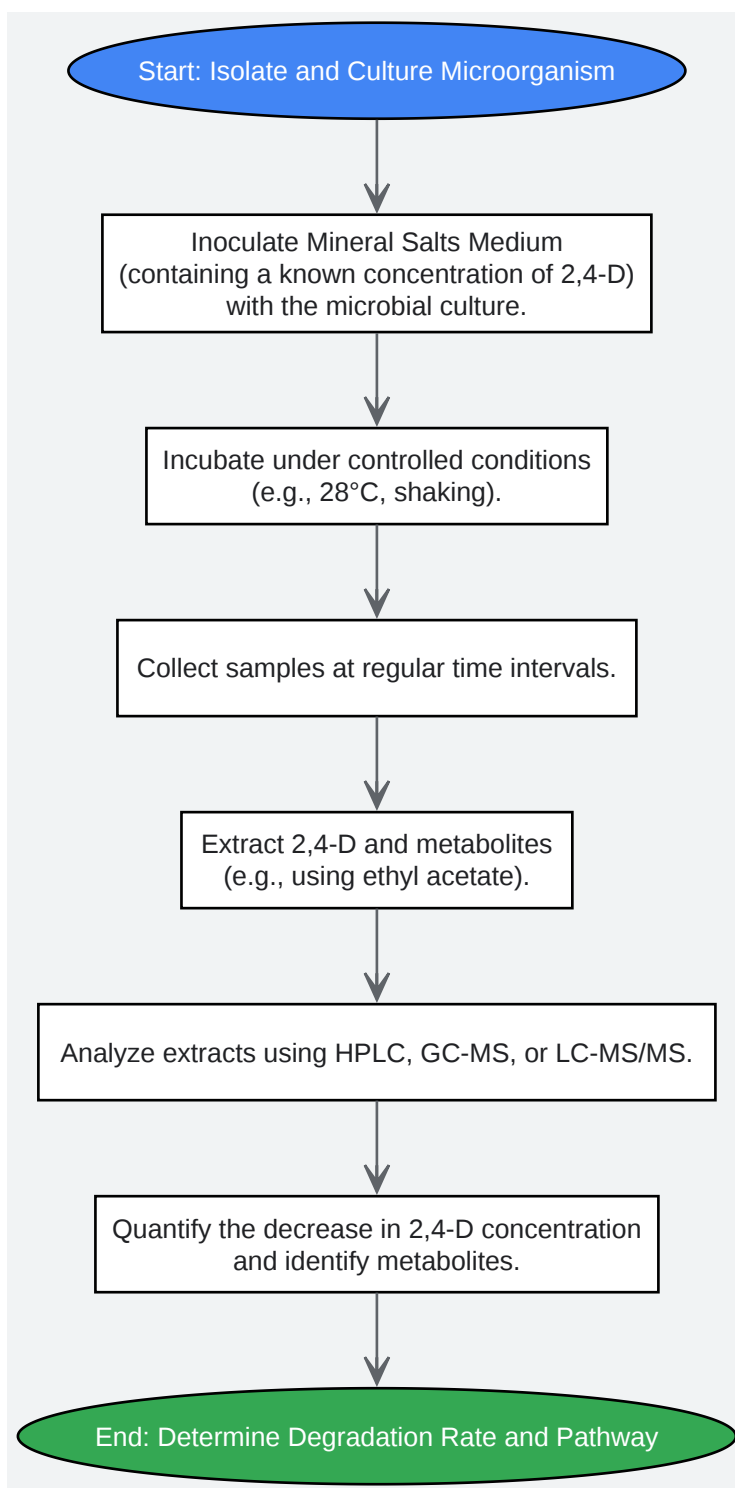 Start: Isolate and Culture Microorganism
Inoculate Mineral Salts Medium
(containing a known concentration of 2,4-D)
with the microbial culture.
Incubate under controlled conditions
(e.g., 28°C, shaking).
Collect samples at regular time intervals.
Extract 2,4-D and metabolites
(e.g., using ethyl acetate).
Analyze extracts using HPLC, GC-MS, or LC-MS/MS.
Quantify the decrease in 2,4-D concentration
and identify metabolites.
End: Determine Degradation Rate and Pathway